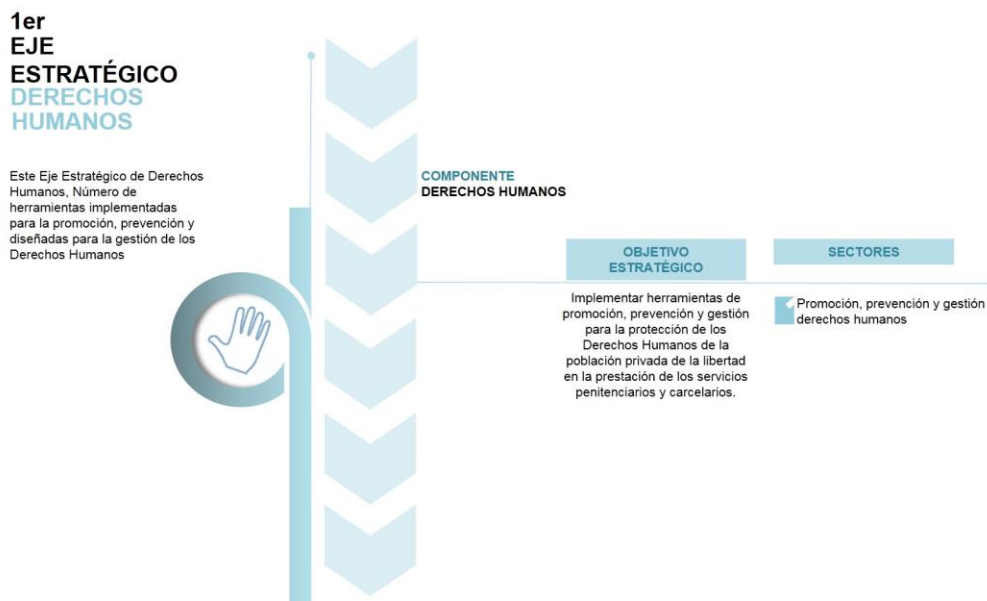 1er
EJE
ESTRATÉGICO
DERECHOS
HUMANOS
Este Eje Estratégico de Derechos
Humanos, Número de
herramientas implementadas
para la promoción, prevención y
diseñadas para la gestión de los
Derechos Humanos
COMPONENTE
DERECHOS HUMANOS
OBJETIVO
ESTRATÉGICO
Implementar herramientas de
promoción, prevención y gestión
para la protección de los
Derechos Humanos de la
población privada de la libertad
en la prestación de los servicios
penitenciarios y carcelarios.
SECTORES
Promoción, prevención y gestión
derechos humanos